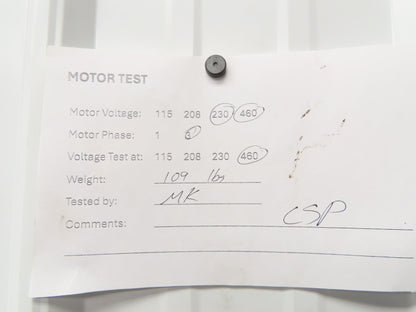 MOTOR TEST
Motor Voltage: 115 208 230 460
Motor Phase: 1 3
Voltage Test at: 115 208 230 460
Weight: 109 lbs
Tested by: MK
Comments: CSP